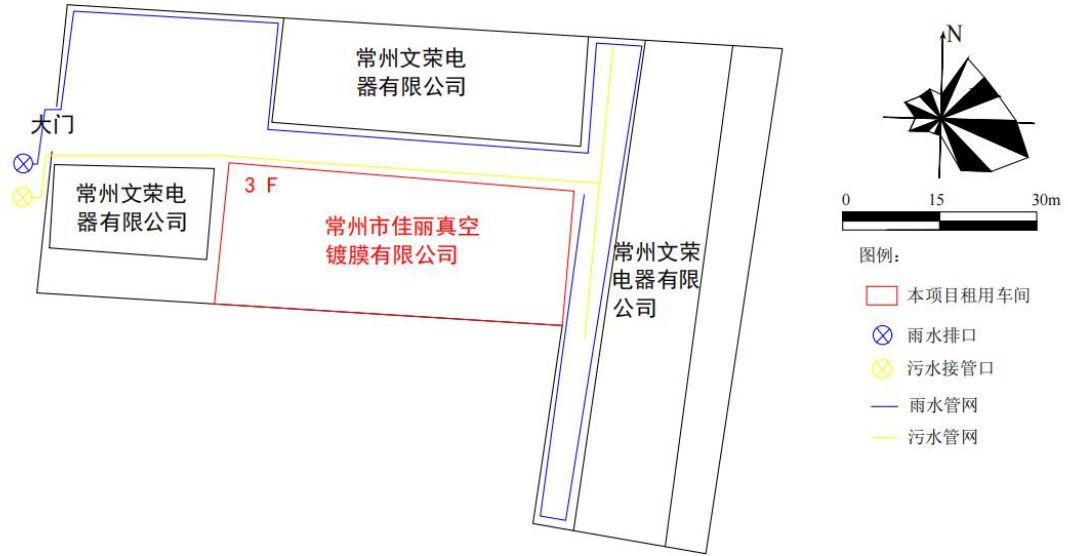 常州文荣电
器有限公司
大门
常州文荣电
器有限公司
3 F
常州市佳丽真空
镀膜有限公司
常州文荣
电器有限
公司
N
0 15 30m
图例：
本项目租用车间
雨水排口
污水接管口
雨水管网
污水管网